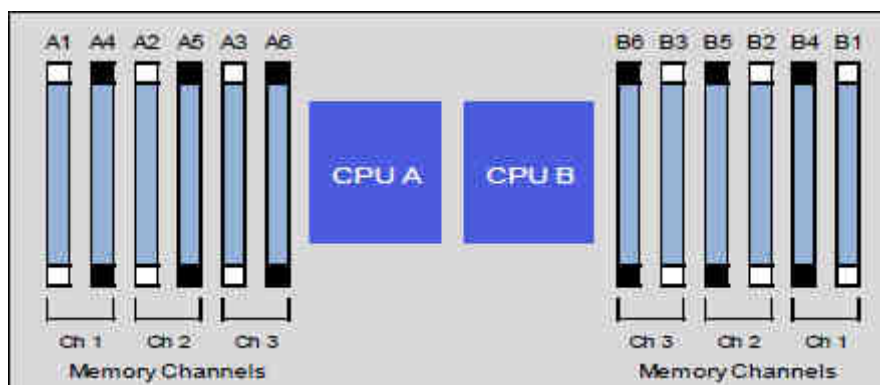 A1 A4 A2 A5 A3 A6 B6 B3 B5 B2 B4 B1
CPU A CPU B
Ch 1 Ch 2 Ch 3 Ch 3 Ch 2 Ch 1
Memory Channels Memory Channels